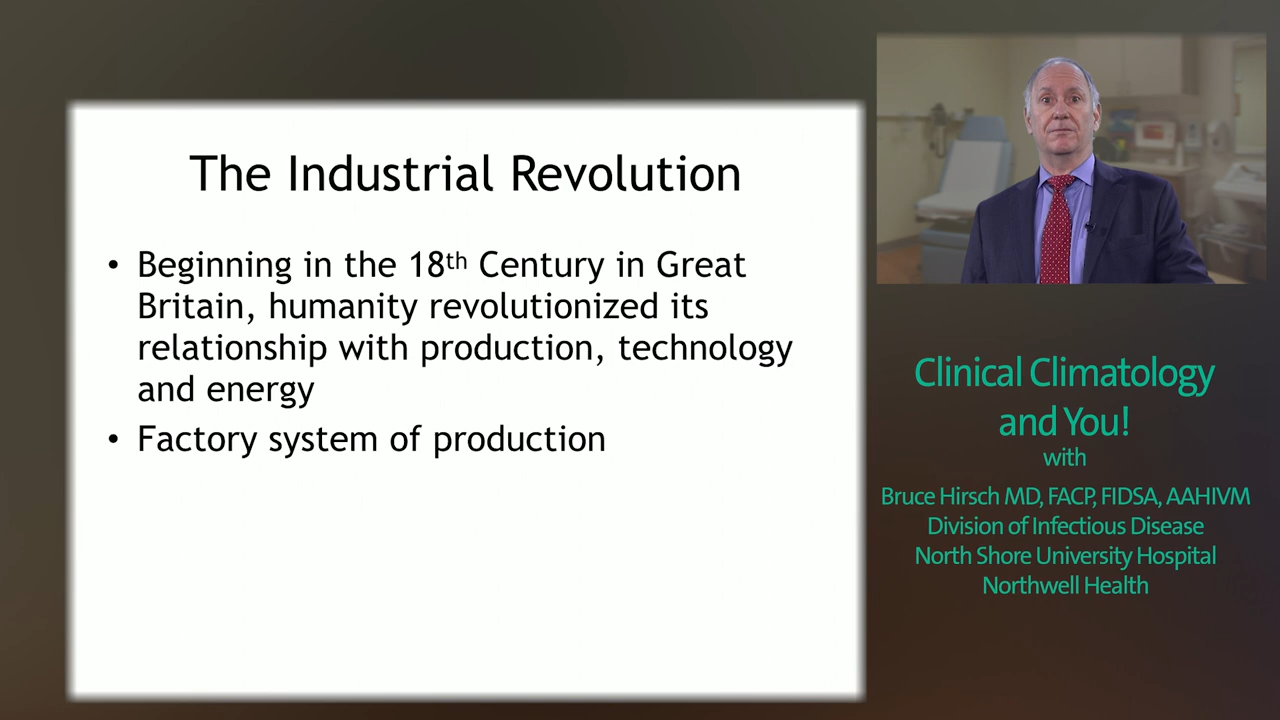 The Industrial Revolution
• Beginning in the 18th Century in Great
Britain, humanity revolutionized its
relationship with production, technology
and energy
• Factory system of production
Clinical Climatology
and You!
with
Bruce Hirsch MD, FACP, FIDSA, AAHIVM
Division of Infectious Disease
North Shore University Hospital
Northwell Health